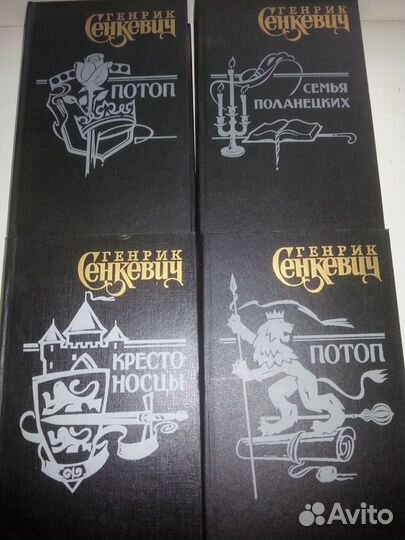 ГЕНРИК
СЕНКЕВИЧ
ПОТОП
ГЕНРИК
СЕНКЕВИЧ
СЕМЬЯ
ПОЛАНЕЦКИХ
ГЕНРИК
СЕНКЕВИЧ
КРЕСТО
НОСЦЫ
ГЕНРИК
СЕНКЕВИЧ
ПОТОП
Avito